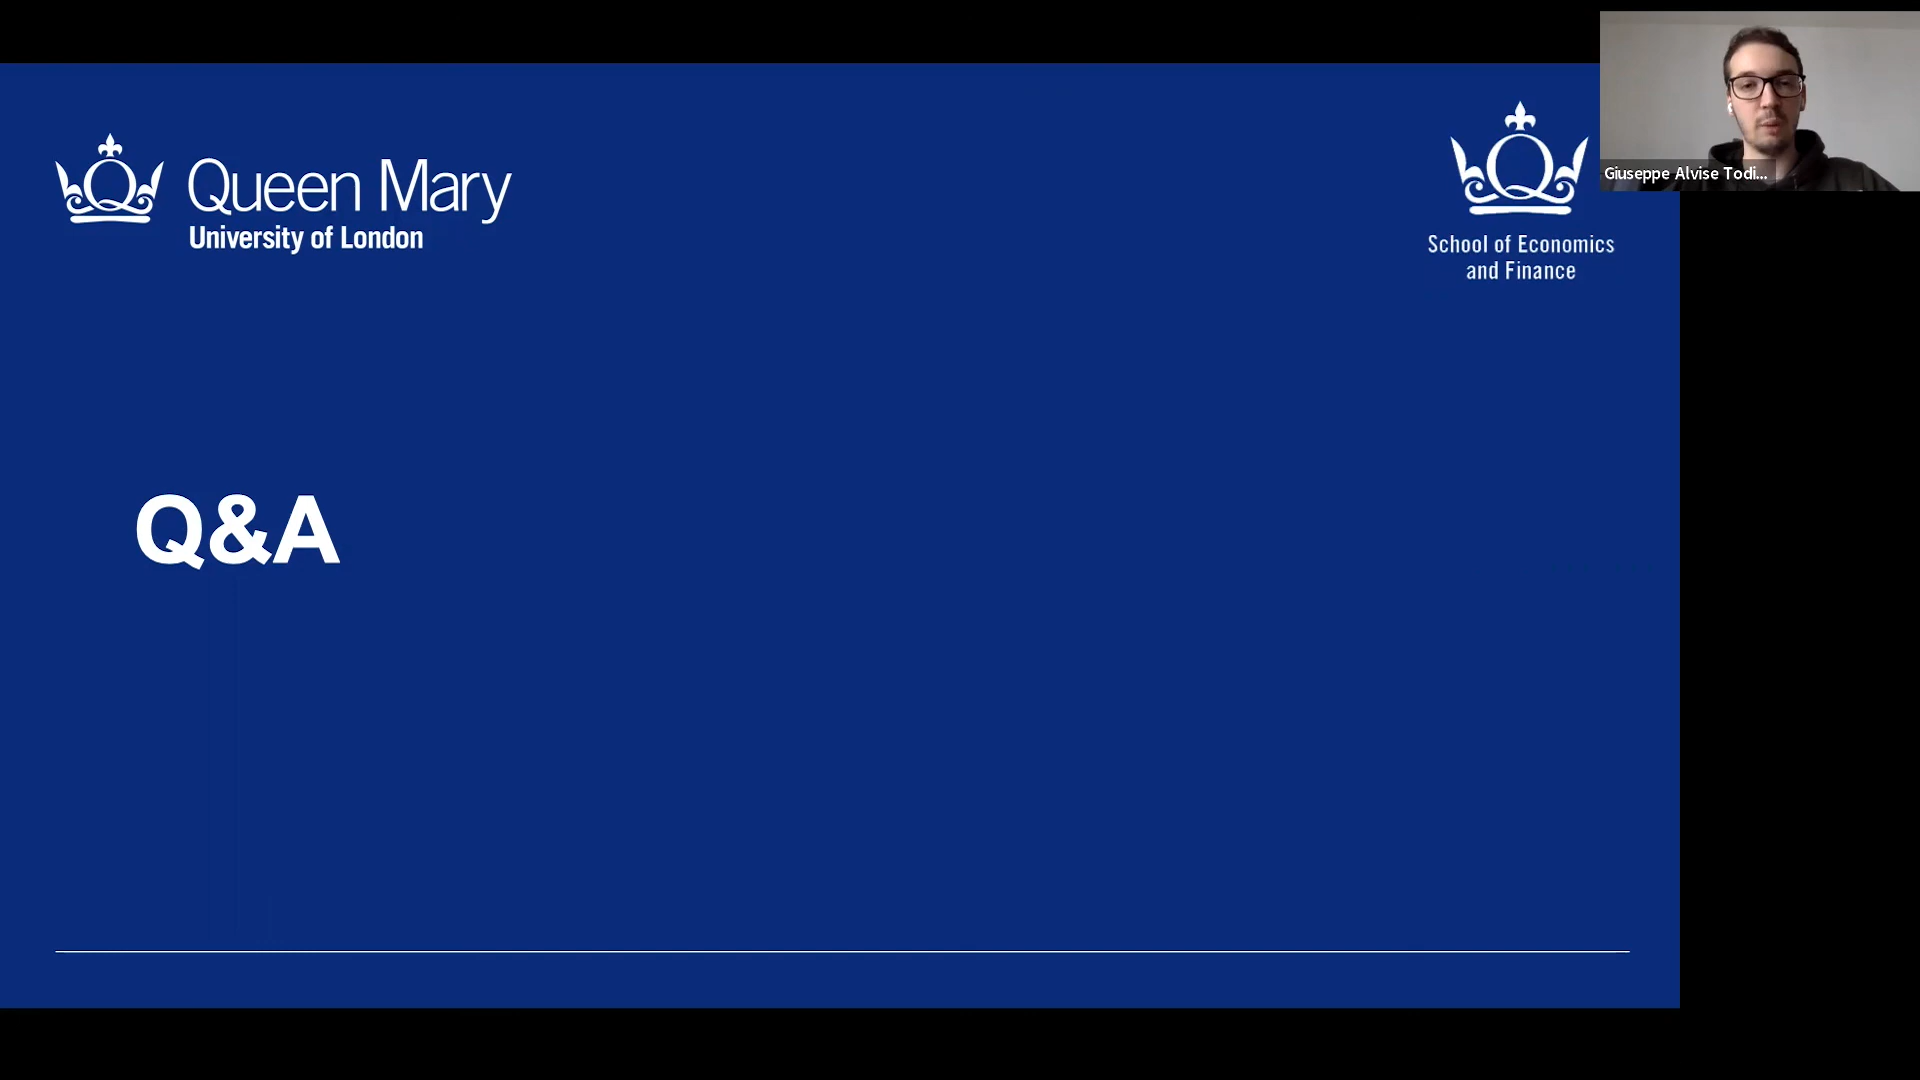 Queen Mary
University of London
School of Economics
and Finance
Giuseppe Alvise Todi...
Q&A